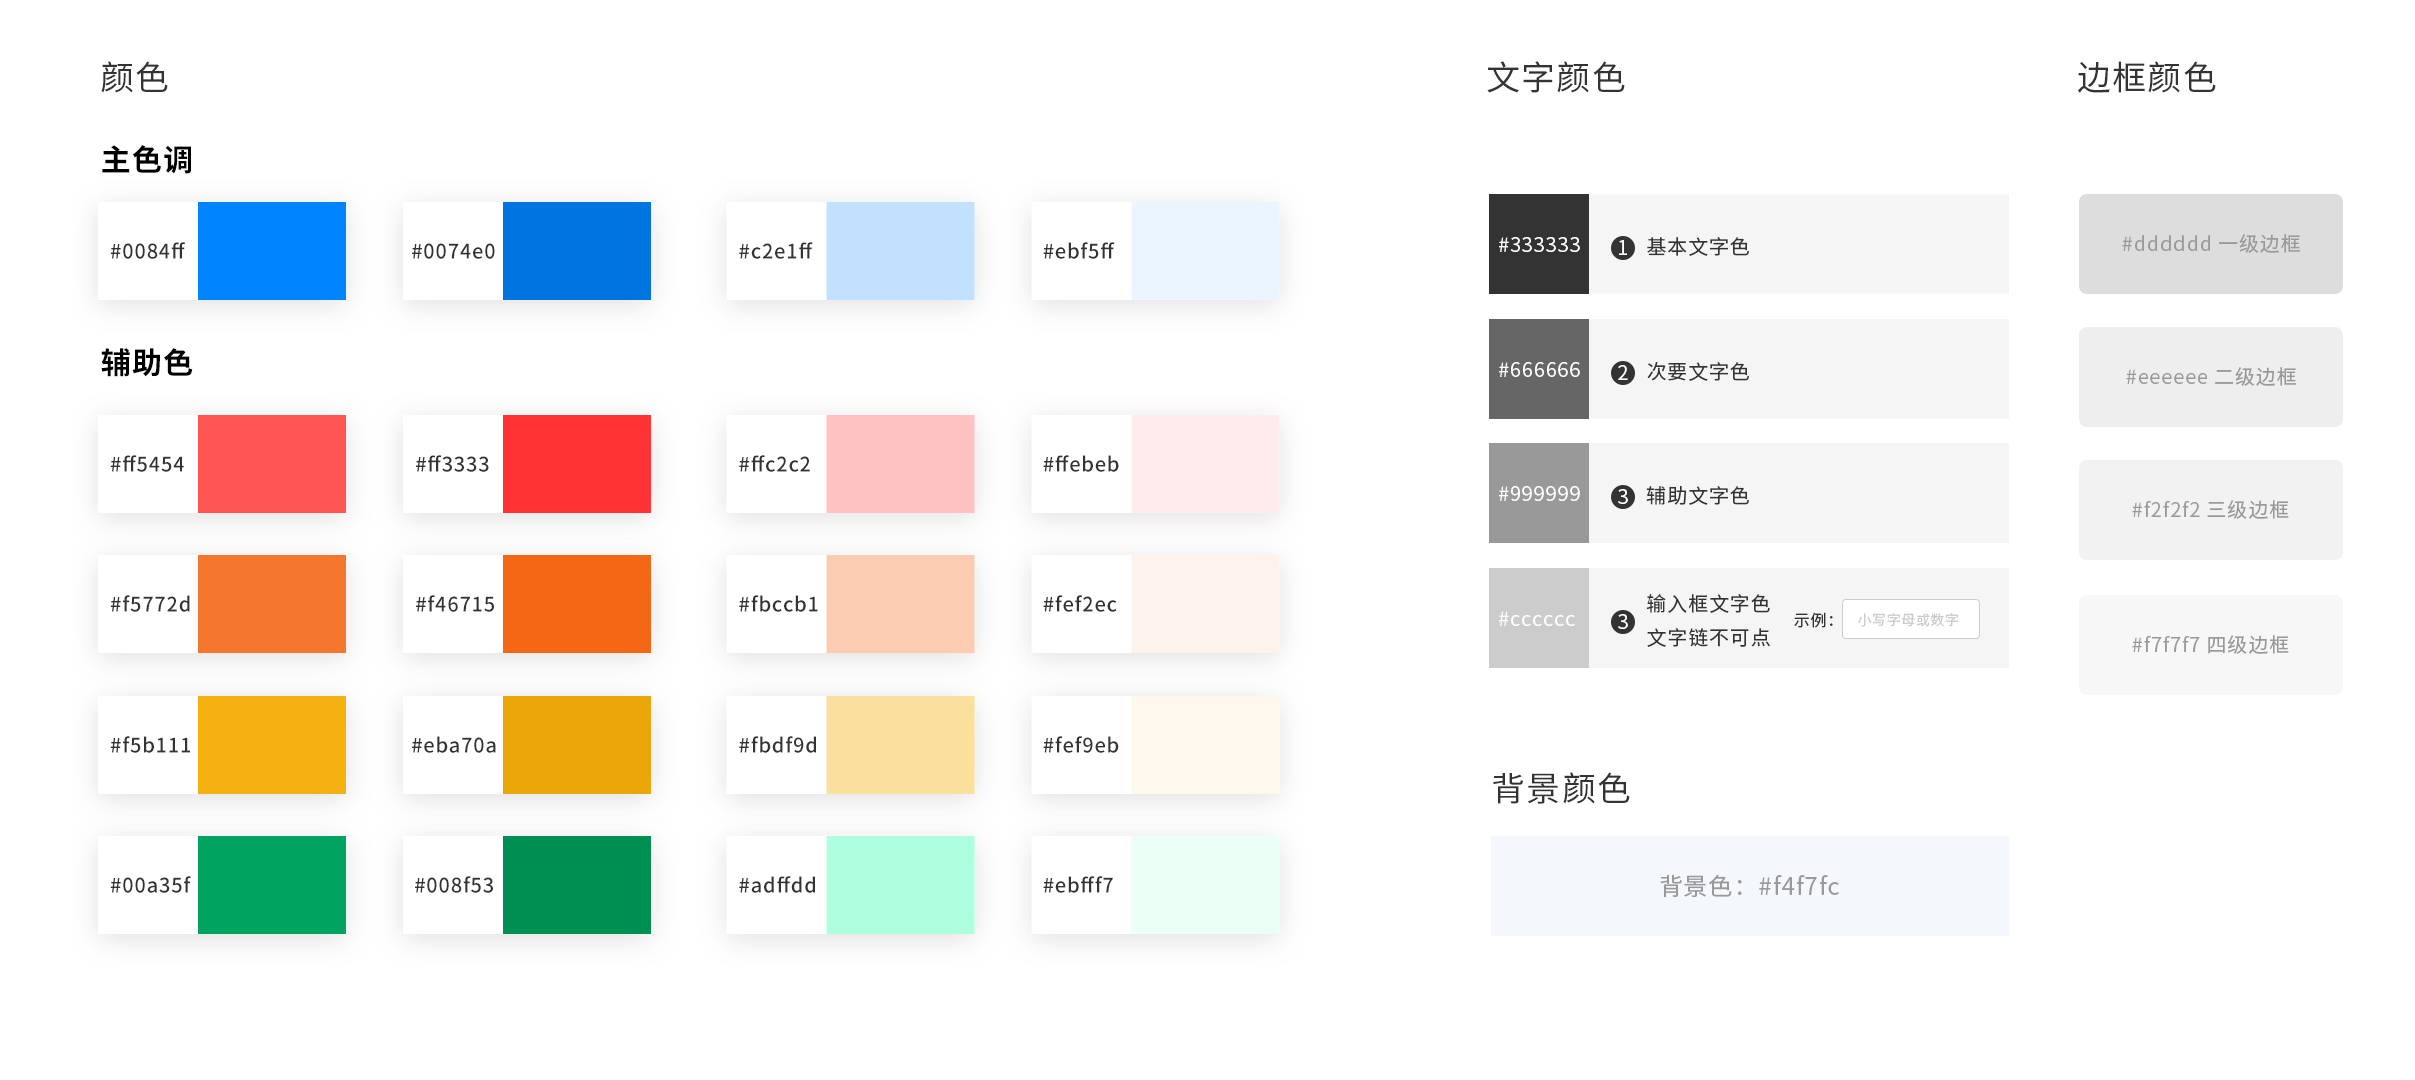 颜色
主色调
#0084ff
#0074e0
#c2e1ff
#ebf5ff
辅助色
#ff5454
#ff3333
#ffc2c2
#ffebeb
#f5772d
#f46715
#fbccb1
#fef2ec
#f5b111
#eba70a
#fbdf9d
#fef9eb
#00a35f
#008f53
#adffdd
#ebfff7
文字颜色
#333333 1 基本文字色
#666666 2 次要文字色
#999999 3 辅助文字色
#cccccc 3 输入框文字色
文字链不可点
示例：
小写字母或数字
背景颜色
背景色：#f4f7fc
边框颜色
#dddddd 一级边框
#eeeeee 二级边框
#f2f2f2 三级边框
#f7f7f7 四级边框